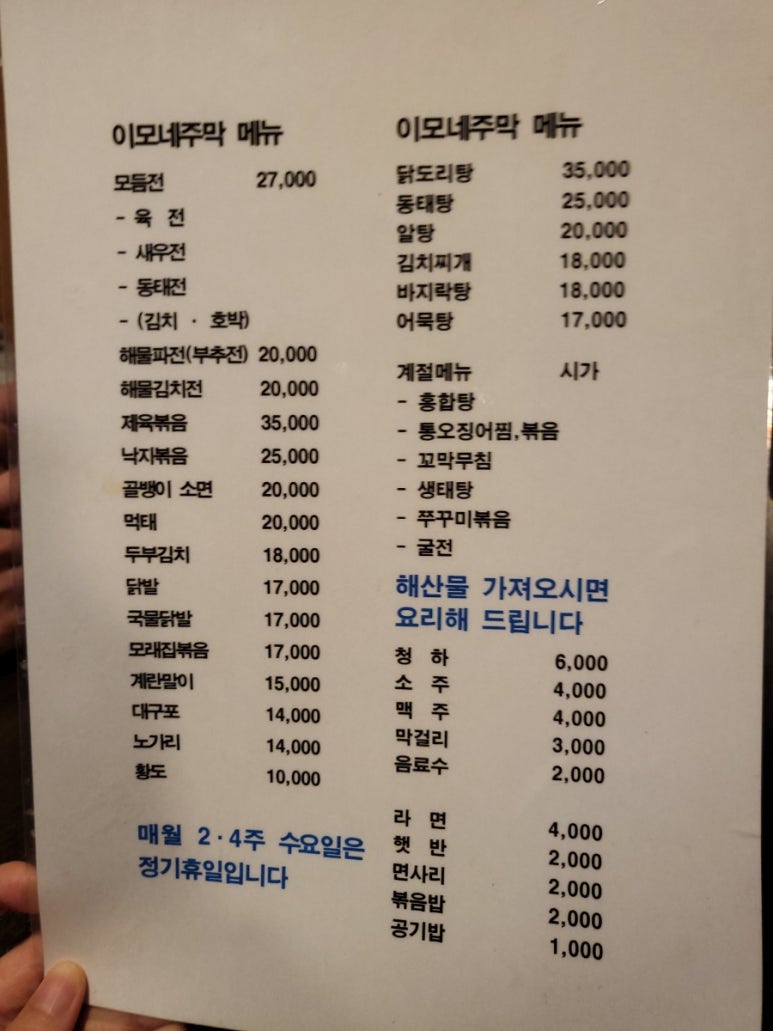 이모네주막 메뉴
모듬전 27,000
- 육 전
- 새우전
- 동태전
- (김치 · 호박)
해물파전(부추전) 20,000
해물김치전 20,000
제육볶음 35,000
낙지볶음 25,000
골뱅이 소면 20,000
먹태 20,000
두부김치 18,000
닭발 17,000
국물닭발 17,000
모래집볶음 17,000
계란말이 15,000
대구포 14,000
노가리 14,000
황도 10,000
매월 2·4주 수요일은
정기휴일입니다
이모네주막 메뉴
닭도리탕 35,000
동태탕 25,000
알탕 20,000
김치찌개 18,000
바지락탕 18,000
어묵탕 17,000
계절메뉴 시가
- 홍합탕
- 통오징어찜,볶음
- 꼬막무침
- 생태탕
- 쭈꾸미볶음
- 굴전
해산물 가져오시면
요리해 드립니다
청 하 6,000
소 주 4,000
맥 주 4,000
막걸리 3,000
음료수 2,000
라 면 4,000
햇 반 2,000
면사리 2,000
볶음밥 2,000
공기밥 1,000